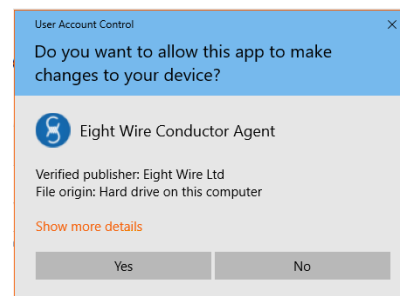 User Account Control
Do you want to allow this app to make
changes to your device?
Eight Wire Conductor Agent
Verified publisher: Eight Wire Ltd
File origin: Hard drive on this computer
Show more details
Yes
No